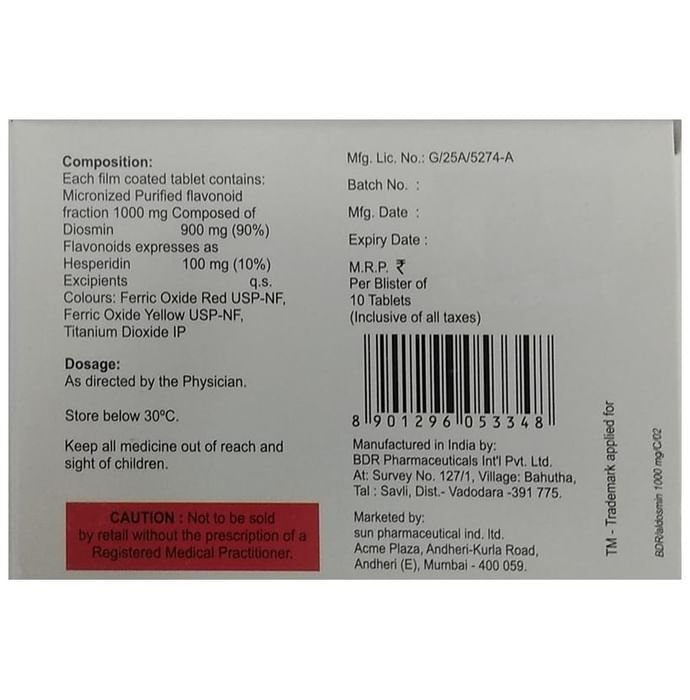 Composition:
Each film coated tablet contains:
Micronized Purified flavonoid
fraction 1000 mg Composed of
Diosmin 900 mg (90%)
Flavonoids expresses as
Hesperidin 100 mg (10%)
Excipients q.s.
Colours: Ferric Oxide Red USP-NF,
Ferric Oxide Yellow USP-NF,
Titanium Dioxide IP
Dosage:
As directed by the Physician.
Store below 30ºC.
Keep all medicine out of reach and
sight of children.
CAUTION : Not to be sold
by retail without the prescription of a
Registered Medical Practitioner.
Mfg. Lic. No.: G/25A/5274-A
Batch No. :
Mfg. Date :
Expiry Date :
M.R.P. ₹
Per Blister of
10 Tablets
(Inclusive of all taxes)
8 901296 053348
Manufactured in India by:
BDR Pharmaceuticals Int'l Pvt. Ltd.
At: Survey No. 127/1, Village: Bahutha,
Tal : Savli, Dist.- Vadodara -391 775.
Marketed by:
sun pharmaceutical ind. ltd.
Acme Plaza, Andheri-Kurla Road,
Andheri (E), Mumbai - 400 059.
TM - Trademark applied for
BDR/aldosmin 1000 mg/C/02